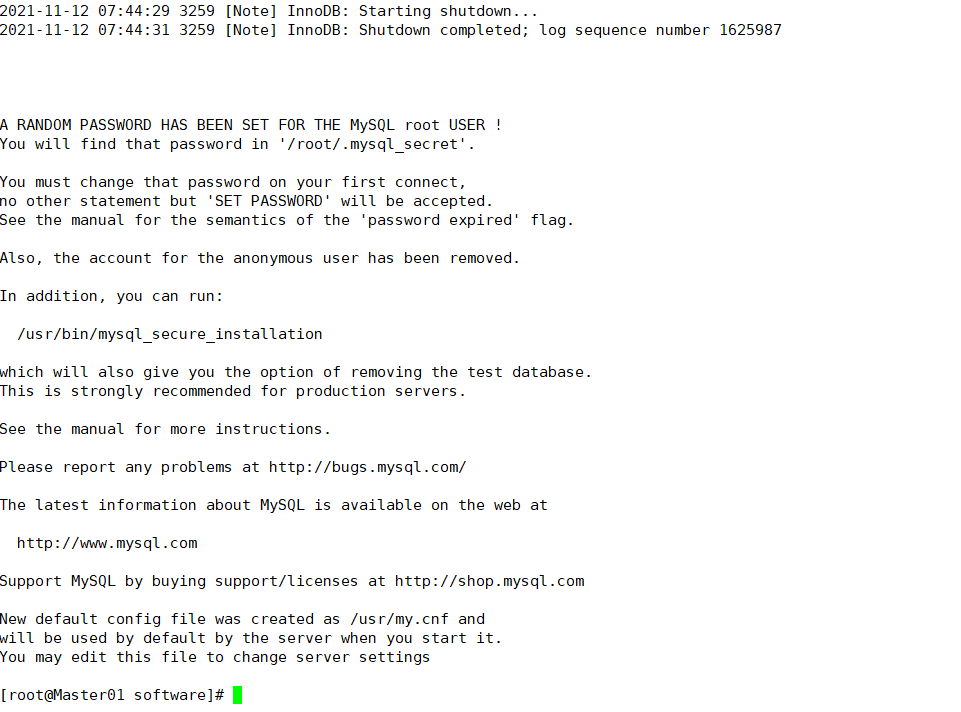 2021-11-12 07:44:29 3259 [Note] InnoDB: Starting shutdown...
2021-11-12 07:44:31 3259 [Note] InnoDB: Shutdown completed; log sequence number 1625987
A RANDOM PASSWORD HAS BEEN SET FOR THE MySQL root USER !
You will find that password in '/root/.mysql_secret'.
You must change that password on your first connect,
no other statement but 'SET PASSWORD' will be accepted.
See the manual for the semantics of the 'password expired' flag.
Also, the account for the anonymous user has been removed.
In addition, you can run:
/usr/bin/mysql_secure_installation
which will also give you the option of removing the test database.
This is strongly recommended for production servers.
See the manual for more instructions.
Please report any problems at http://bugs.mysql.com/
The latest information about MySQL is available on the web at
http://www.mysql.com
Support MySQL by buying support/licenses at http://shop.mysql.com
New default config file was created as /usr/my.cnf and
will be used by default by the server when you start it.
You may edit this file to change server settings
[root@Master01 software]#